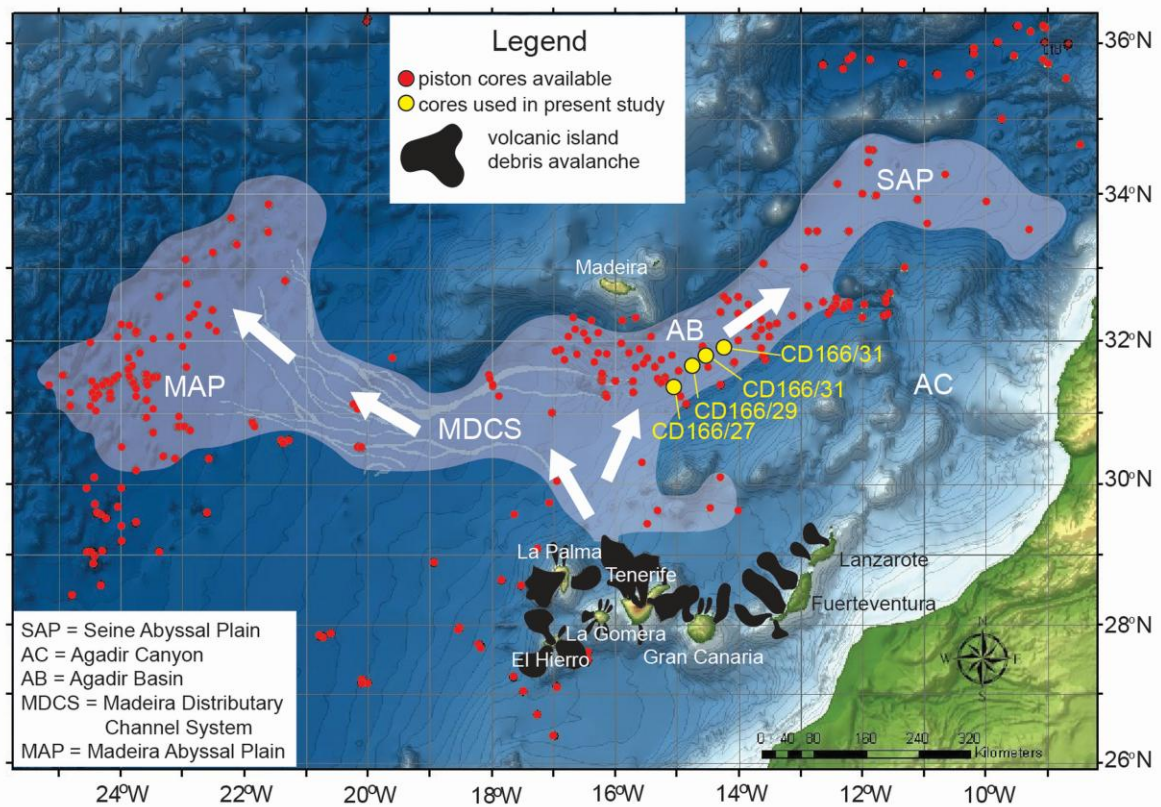 Legend
piston cores available
cores used in present study
volcanic island
debris avalanche
36°N
34°N
32°N
30°N
28°N
26°N
SAP
Madeira
AB
CD166/31
CD166/31
CD166/29
CD166/27
AC
MAP
MDCS
La Palma
Tenerife
La Gomera
El Hierro
Gran Canaria
Lanzarote
Fuerteventura
N
W
E
S
SAP = Seine Abyssal Plain
AC = Agadir Canyon
AB = Agadir Basin
MDCS = Madeira Distributary
Channel System
MAP = Madeira Abyssal Plain
0 40 80 160 240 320
Kilometers
24°W 22°W 20°W 18°W 16°W 14°W 12°W 10°W